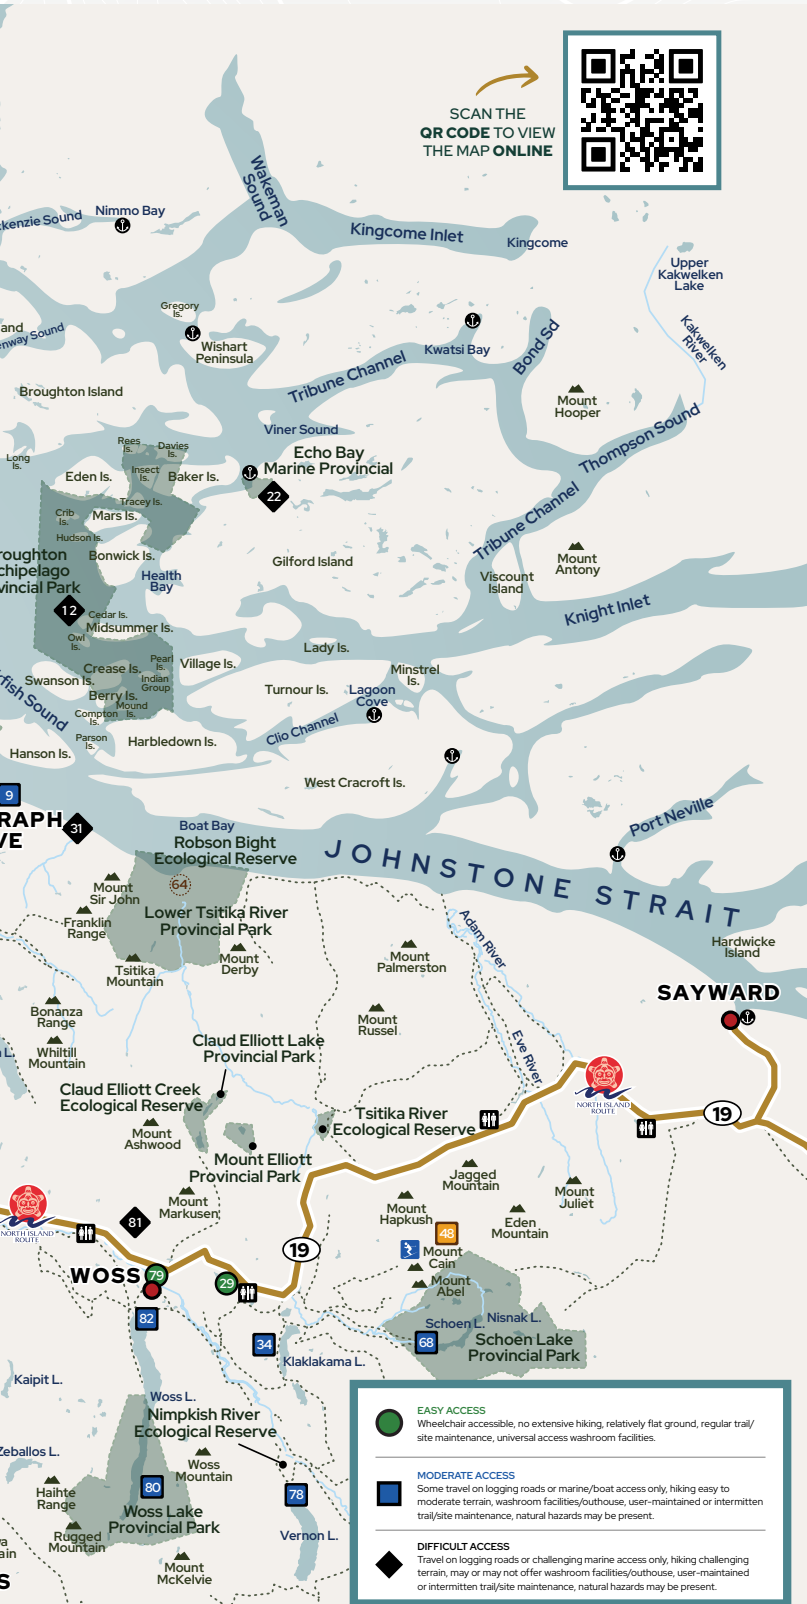 SCAN THE
QR CODE TO VIEW
THE MAP ONLINE
Wakeman
Sound
Nimmo Bay
kenzie Sound
Kingcome Inlet
Kingcome
Upper
Kakwelken
Lake
Kakwelken
River
Gregory
Is.
and
nway Sound
Wishart
Peninsula
Kwatsi Bay
Bond Sd
Tribune Channel
Broughton Island
Mount
Hooper
Viner Sound
Thompson Sound
Rees
Is.
Davies
Is.
Long
Is.
Echo Bay
Marine Provincial
Eden Is.
Insect
Is.
Baker Is.
22
Tracey Is.
Crib
Is.
Mars Is.
Tribune Channel
Hudson Is.
roughton
chipelago
vincial Park
Bonwick Is.
Gilford Island
Mount
Antony
Health
Bay
Viscount
Island
12
Cedar Is.
Midsummer Is.
Knight Inlet
Owl
Is.
Lady Is.
Pearl
Is.
Village Is.
Crease Is.
Minstrel
Is.
Swanson Is.
Indian
Group
Turnour Is.
Lagoon
Cove
Berry Is.
Mound
Is.
Compton
Is.
kfish Sound
Clio Channel
Parson
Is.
Harbledown Is.
Hanson Is.
West Cracroft Is.
9
RAPH
VE
31
Port Neville
Boat Bay
Robson Bight
Ecological Reserve
JOHNSTONE STRAIT
64
Mount
Sir John
Lower Tsitika River
Provincial Park
Franklin
Range
Adam River
Hardwicke
Island
Mount
Derby
Mount
Palmerston
Tsitika
Mountain
SAYWARD
Bonanza
Range
Mount
Russel
Whiltill
Mountain
L.
Claud Elliott Lake
Provincial Park
Eve River
Claud Elliott Creek
Ecological Reserve
NORTH ISLAND
ROUTE
Tsitika River
Ecological Reserve
19
Mount
Ashwood
Mount Elliott
Provincial Park
Jagged
Mountain
Mount
Juliet
Mount
Markusen
Mount
Hapkush
Eden
Mountain
NORTH ISLAND
ROUTE
81
48
19
Mount
Cain
WOSS
79
29
Mount
Abel
82
Schoen L.
Nisnak L.
34
68
Schoen Lake
Provincial Park
Klaklakama L.
Kaipit L.
Woss L.
Nimpkish River
Ecological Reserve
Zeballos L.
Woss
Mountain
Haihte
Range
80
78
Woss Lake
Provincial Park
Rugged
Mountain
Vernon L.
a
ain
Mount
McKelvie
S
EASY ACCESS
Wheelchair accessible, no extensive hiking, relatively flat ground, regular trail/
site maintenance, universal access washroom facilities.
MODERATE ACCESS
Some travel on logging roads or marine/boat access only, hiking easy to
moderate terrain, washroom facilities/outhouse, user-maintained or intermitten
trail/site maintenance, natural hazards may be present.
DIFFICULT ACCESS
Travel on logging roads or challenging marine access only, hiking challenging
terrain, may or may not offer washroom facilities/outhouse, user-maintained
or intermitten trail/site maintenance, natural hazards may be present.